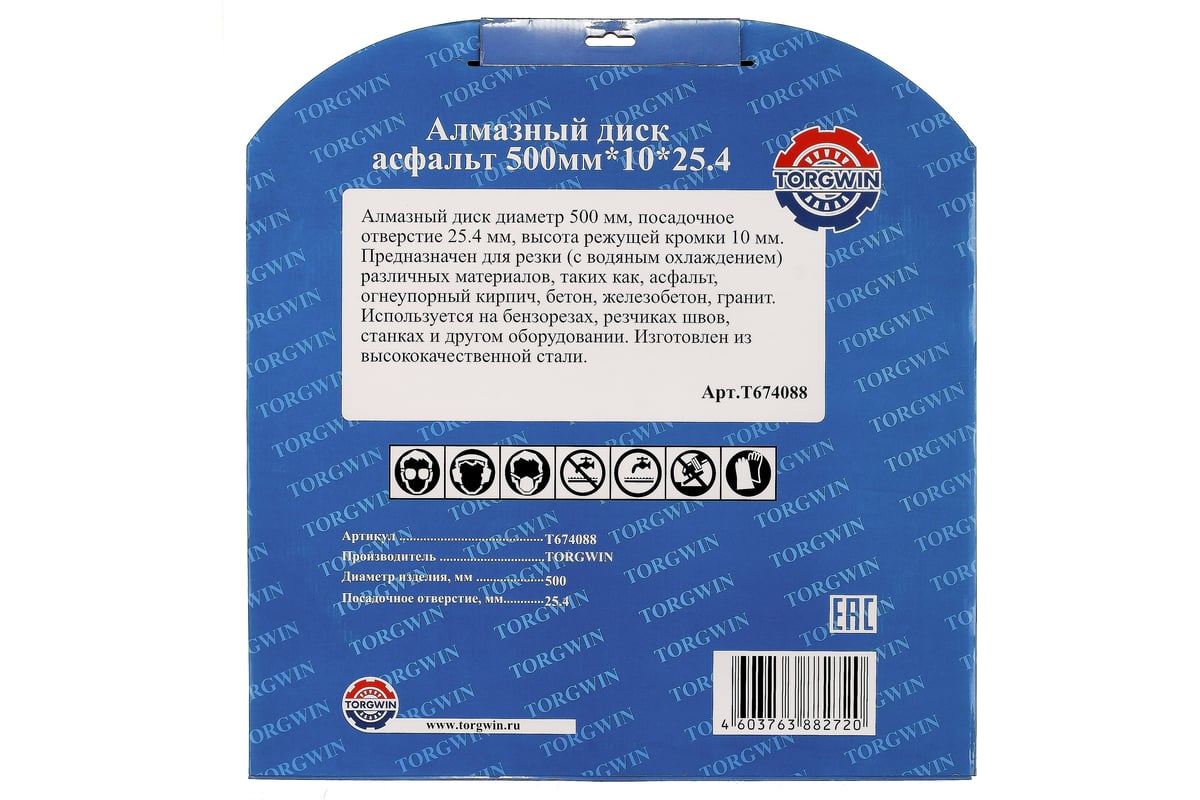 Алмазный диск
асфальт 500мм*10*25.4
TORGWIN
Алмазный диск диаметр 500 мм, посадочное
отверстие 25.4 мм, высота режущей кромки 10 мм.
Предназначен для резки (с водяным охлаждением)
различных материалов, таких как, асфальт,
огнеупорный кирпич, бетон, железобетон, гранит.
Используется на бензорезах, резчиках швов,
станках и другом оборудовании. Изготовлен из
высококачественной стали.
Арт.Т674088
Артикул ........................................ Т674088
Производитель ............................. TORGWIN
Диаметр изделия, мм ................... 500
Посадочное отверстие, мм........... 25.4
EAC
TORGWIN
www.torgwin.ru
4 603763 882720